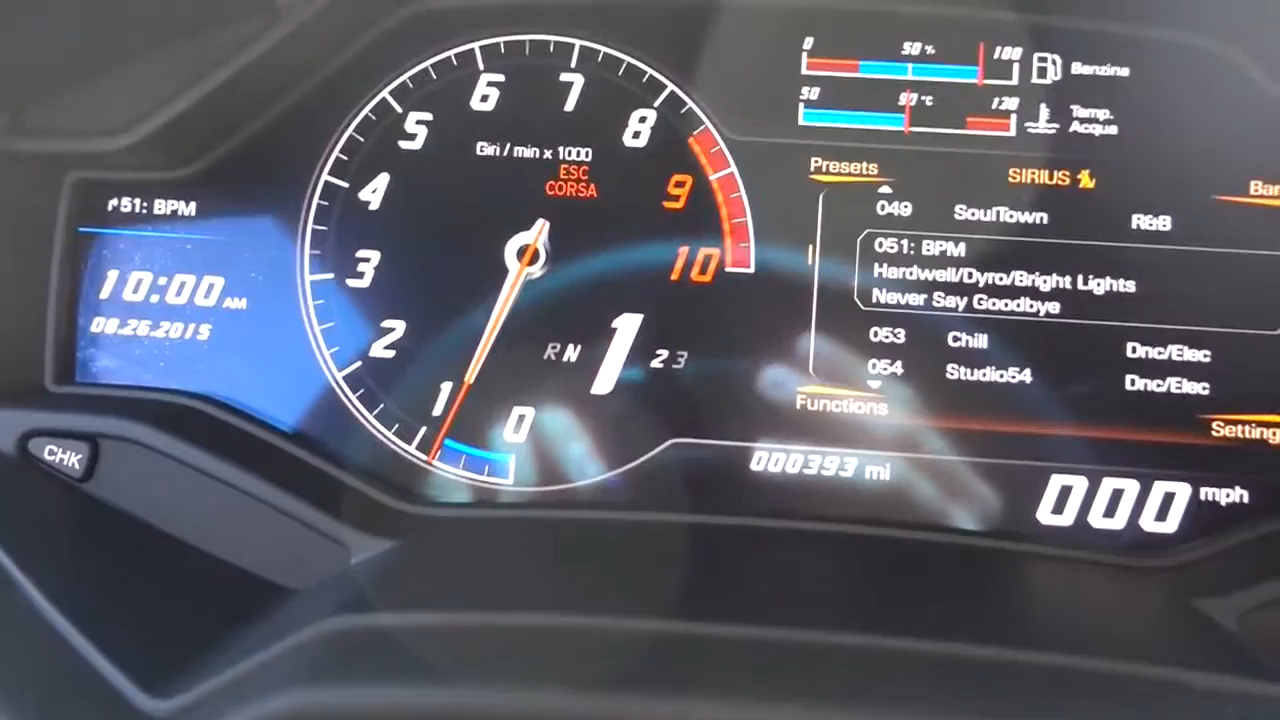 51: BPM
10:00 AM
08.26.2015
CHK
0
1
2
3
4
5
6
7
8
9
10
Giri / min x 1000
ESC
CORSA
R N 1 2 3
0 50 % 100 Benzina
50 90 °C 130 Temp.
Acqua
Presets SIRIUS
049 SoulTown R&B
051: BPM
Hardwell/Dyro/Bright Lights
Never Say Goodbye
053 Chill Dnc/Elec
054 Studio54 Dnc/Elec
Functions
000393 mi
000 mph